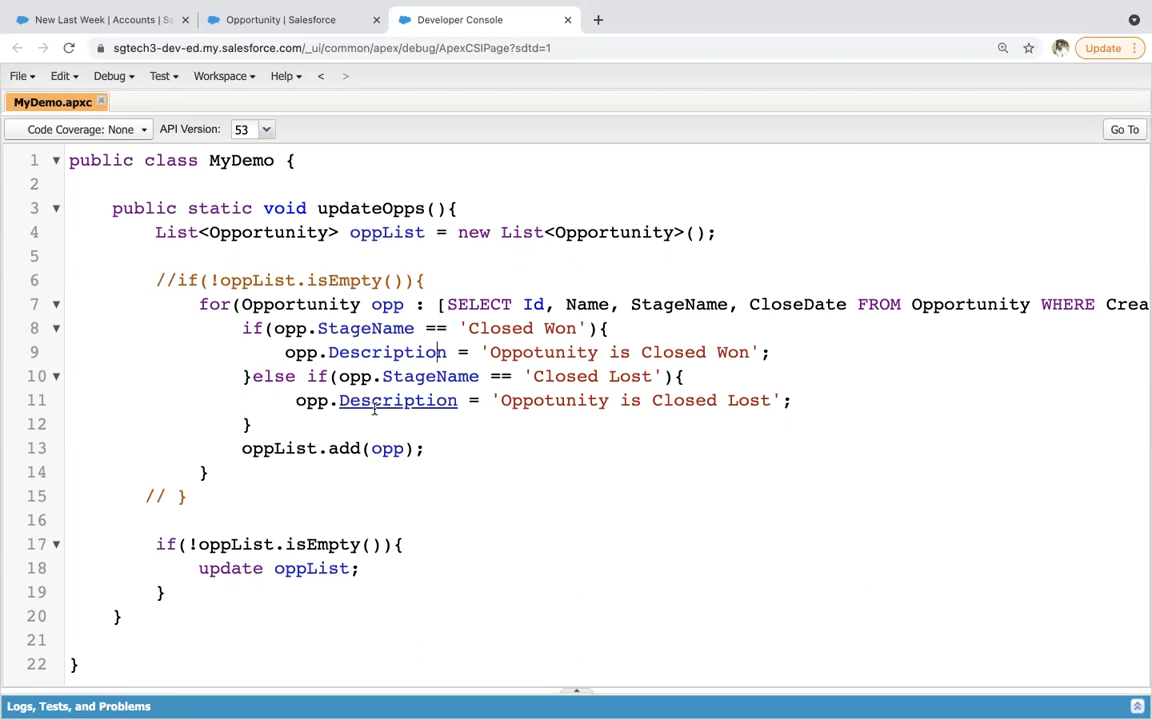 New Last Week | Accounts | Sa
Opportunity | Salesforce
Developer Console
sgtech3-dev-ed.my.salesforce.com/_ui/common/apex/debug/ApexCSIPage?sdtd=1
Update
File Edit Debug Test Workspace Help < >
MyDemo.apxc
Code Coverage: None API Version: 53 Go To
1 public class MyDemo {
2
3 public static void updateOpps(){
4 List<Opportunity> oppList = new List<Opportunity>();
5
6 //if(!oppList.isEmpty()){
7 for(Opportunity opp : [SELECT Id, Name, StageName, CloseDate FROM Opportunity WHERE Crea
8 if(opp.StageName == 'Closed Won'){
9 opp.Description = 'Oppotunity is Closed Won';
10 }else if(opp.StageName == 'Closed Lost'){
11 opp.Description = 'Oppotunity is Closed Lost';
12 }
13 oppList.add(opp);
14 }
15 // }
16
17 if(!oppList.isEmpty()){
18 update oppList;
19 }
20 }
21
22 }
Logs, Tests, and Problems